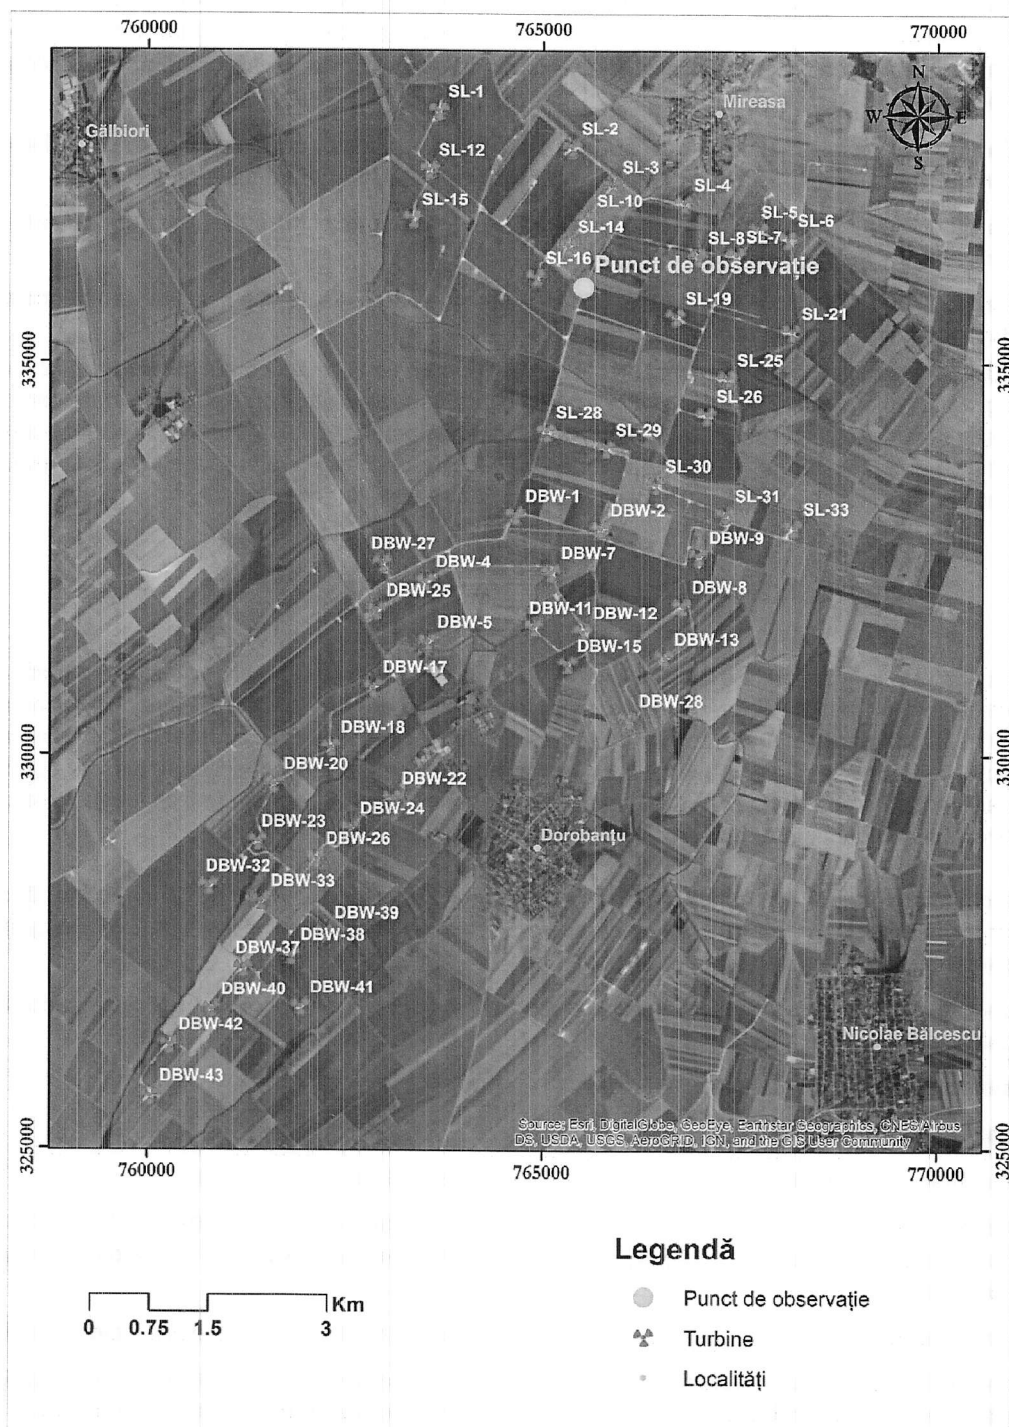 760000
765000
770000
N
W
E
S
SL-1
Mireasa
Gălbiori
SL-2
SL-12
SL-3
SL-4
SL-15
SL-10
SL-5
SL-6
SL-14
SL-8
SL-7
SL-16
Punct de observație
SL-19
SL-21
335000
335000
SL-25
SL-26
SL-28
SL-29
SL-30
DBW-1
DBW-2
SL-31
SL-33
DBW-27
DBW-4
DBW-7
DBW-9
DBW-25
DBW-8
DBW-5
DBW-11
DBW-12
DBW-15
DBW-13
DBW-17
DBW-28
DBW-18
330000
330000
DBW-20
DBW-22
DBW-24
DBW-23
DBW-26
Dorobanțu
DBW-32
DBW-33
DBW-39
DBW-38
DBW-37
DBW-40
DBW-41
DBW-42
Nicolae Bălcescu
DBW-43
Source: Esri, DigitalGlobe, GeoEye, Earthstar Geographics, CNES/Airbus
DS, USDA, USGS, AeroGRID, IGN, and the GIS User Community
325000
325000
760000
765000
770000
Legendă
Km
0
0.75
1.5
3
Punct de observație
Turbine
Localități